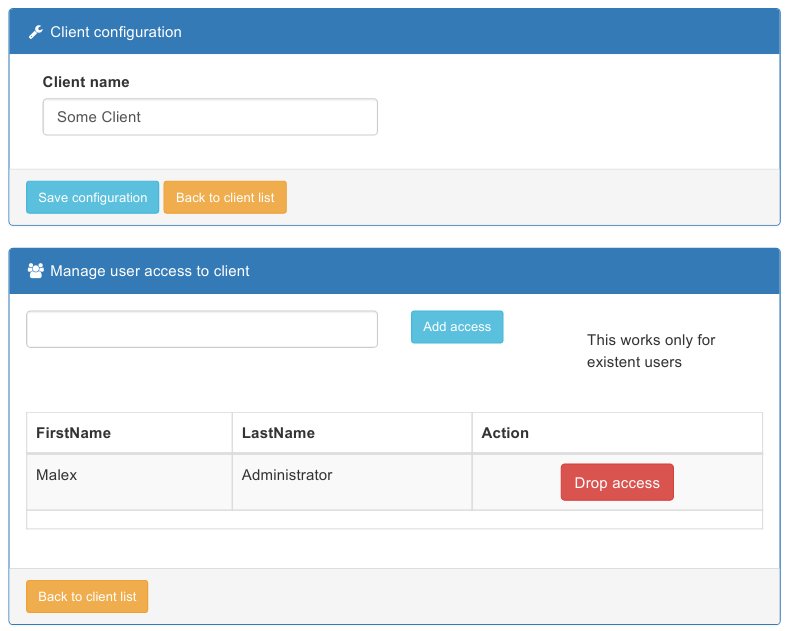 Client configuration
Client name
Some Client
Save configuration Back to client list
Manage user access to client
Add access
This works only for
existent users
FirstName LastName Action
Malex Administrator Drop access
Back to client list